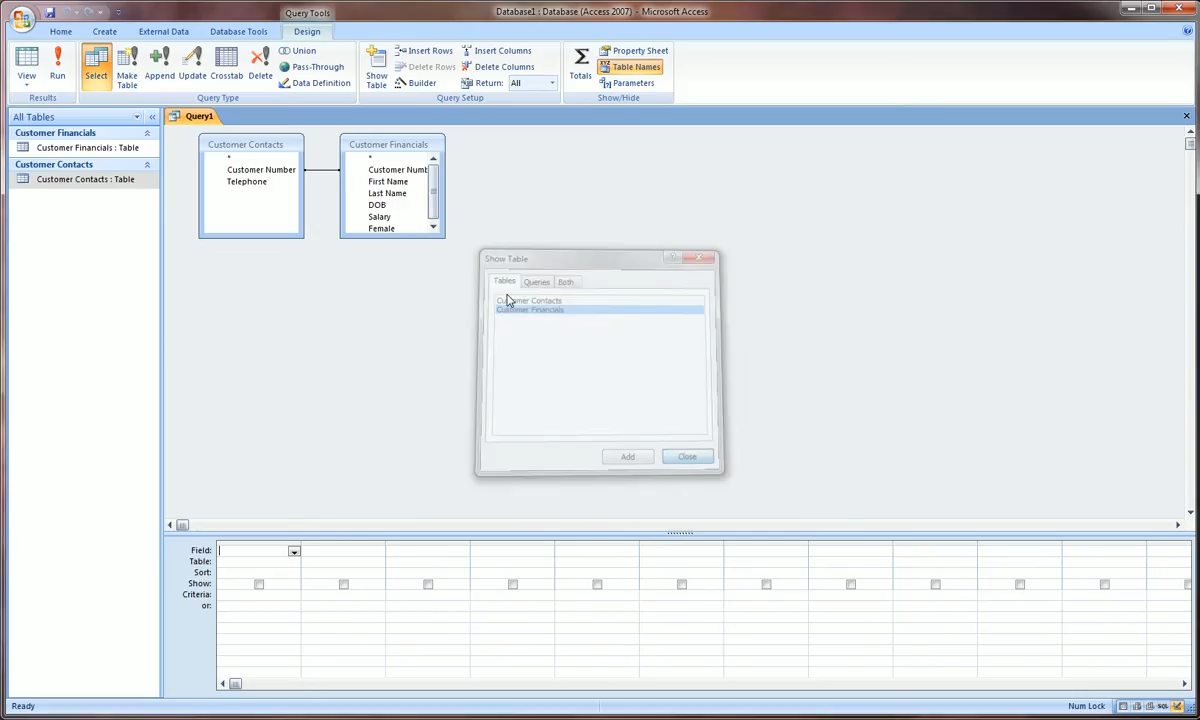 Query Tools
Database1 : Database (Access 2007) - Microsoft Access
Home Create External Data Database Tools Design
View
Run
Select
Make Table
Append
Update
Crosstab
Delete
Union
Pass-Through
Data Definition
Show Table
Insert Rows
Delete Rows
Builder
Insert Columns
Delete Columns
Return: All
Totals
Property Sheet
Table Names
Parameters
Results
Query Type
Query Setup
Show/Hide
All Tables
Customer Financials
Customer Financials : Table
Customer Contacts
Customer Contacts : Table
Query1
Customer Contacts
*
Customer Number
Telephone
Customer Financials
*
Customer Numb
First Name
Last Name
DOB
Salary
Female
Show Table
Tables Queries Both
Customer Contacts
Customer Financials
Add Close
Field:
Table:
Sort:
Show:
Criteria:
or:
Ready
Num Lock
SQL